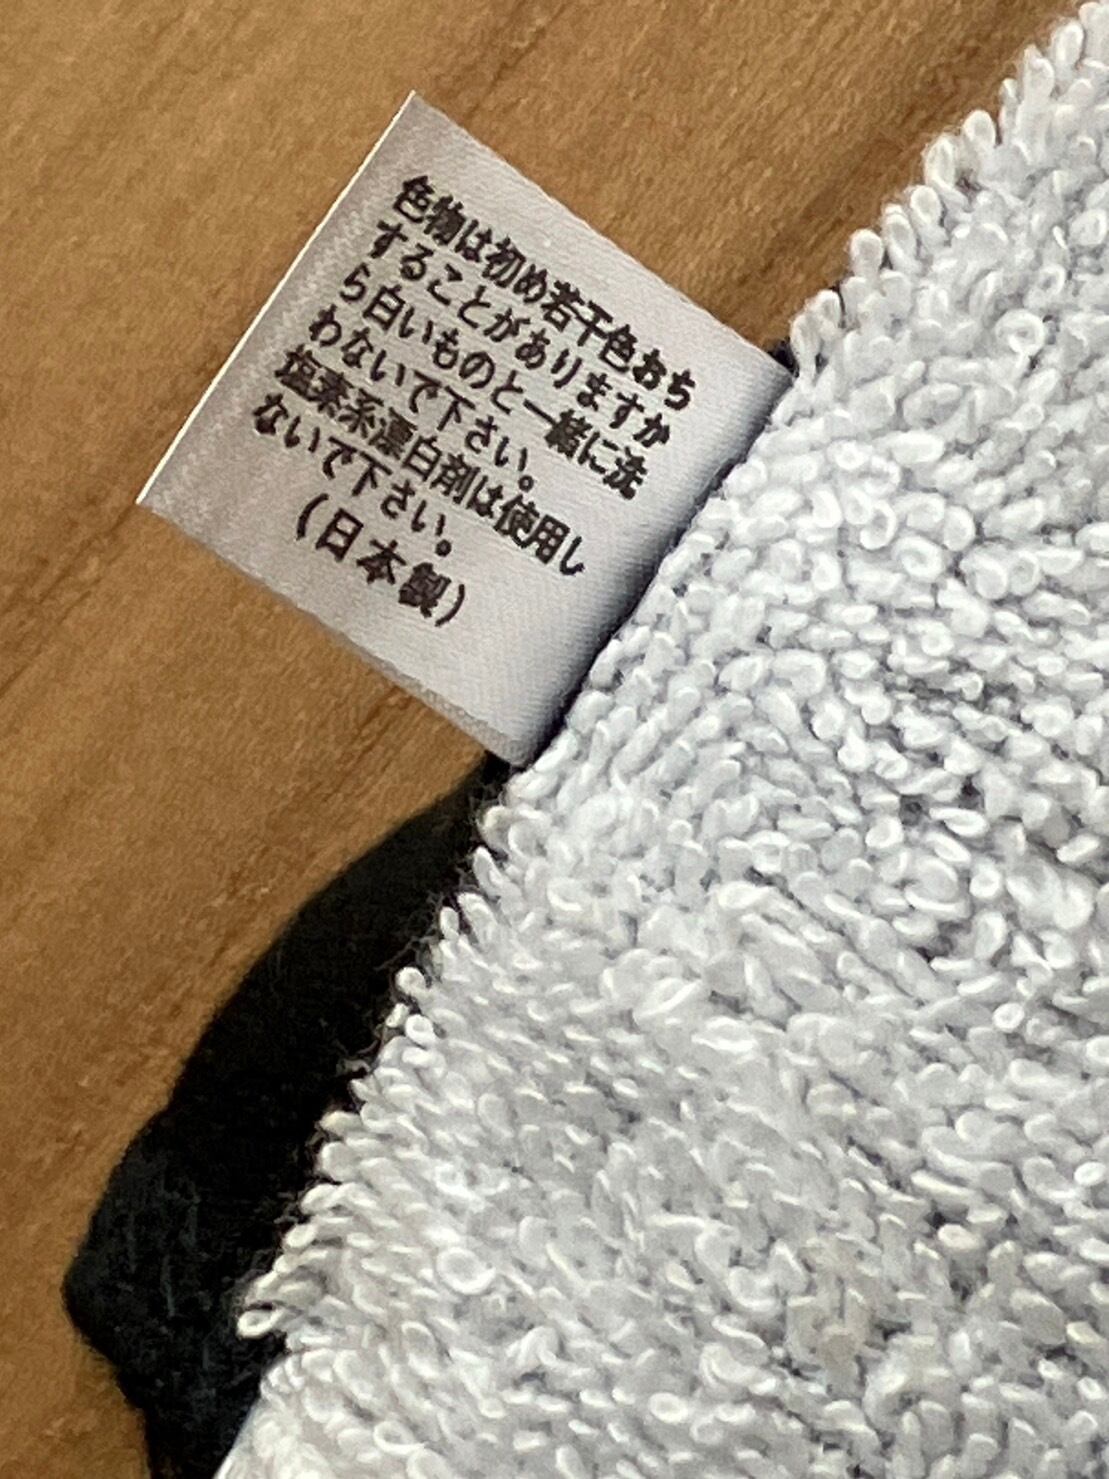 色物は初め若干色おち
することがありますか
ら白いものと一緒に洗
わないで下さい。
塩素系漂白剤は使用し
ないで下さい。
(日本製)